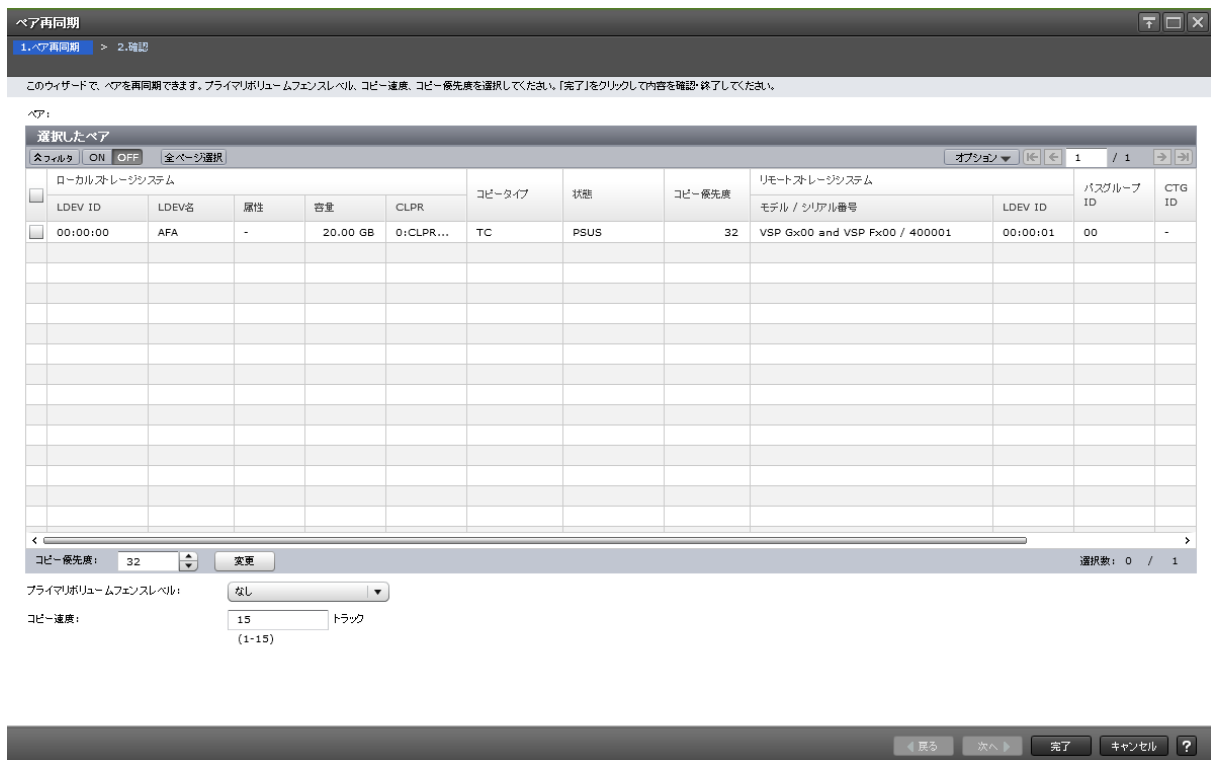 ペア再同期
1.ペア再同期 > 2.確認
このウィザードで、ペアを再同期できます。プライマリボリュームフェンスレベル、コピー速度、コピー優先度を選択してください。「完了」をクリックして内容を確認・終了してください。
ペア:
選択したペア
フィルタ ON OFF 全ページ選択 オプション 1 / 1
ローカルストレージシステム コピータイプ 状態 コピー優先度 リモートストレージシステム パスグループ ID CTG ID
LDEV ID LDEV名 属性 容量 CLPR モデル / シリアル番号 LDEV ID
00:00:00 AFA - 20.00 GB 0:CLPR... TC PSUS 32 VSP Gx00 and VSP Fx00 / 400001 00:00:01 00 -
コピー優先度: 32 変更 選択数: 0 / 1
プライマリボリュームフェンスレベル: なし
コピー速度: 15 トラック
(1-15)
戻る 次へ 完了 キャンセル ?